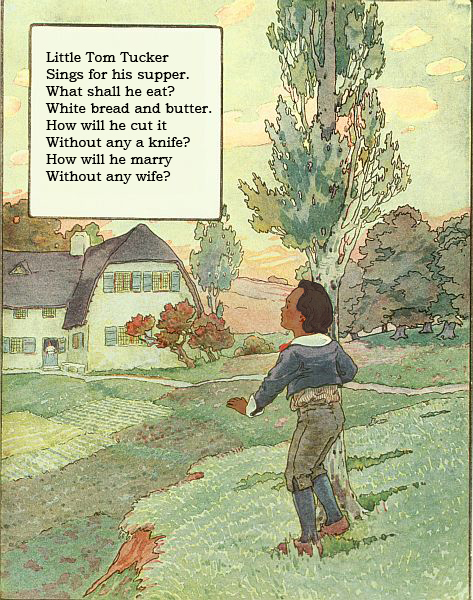 Little Tom Tucker
Sings for his supper.
What shall he eat?
White bread and butter.
How will he cut it
Without any a knife?
How will he marry
Without any wife?